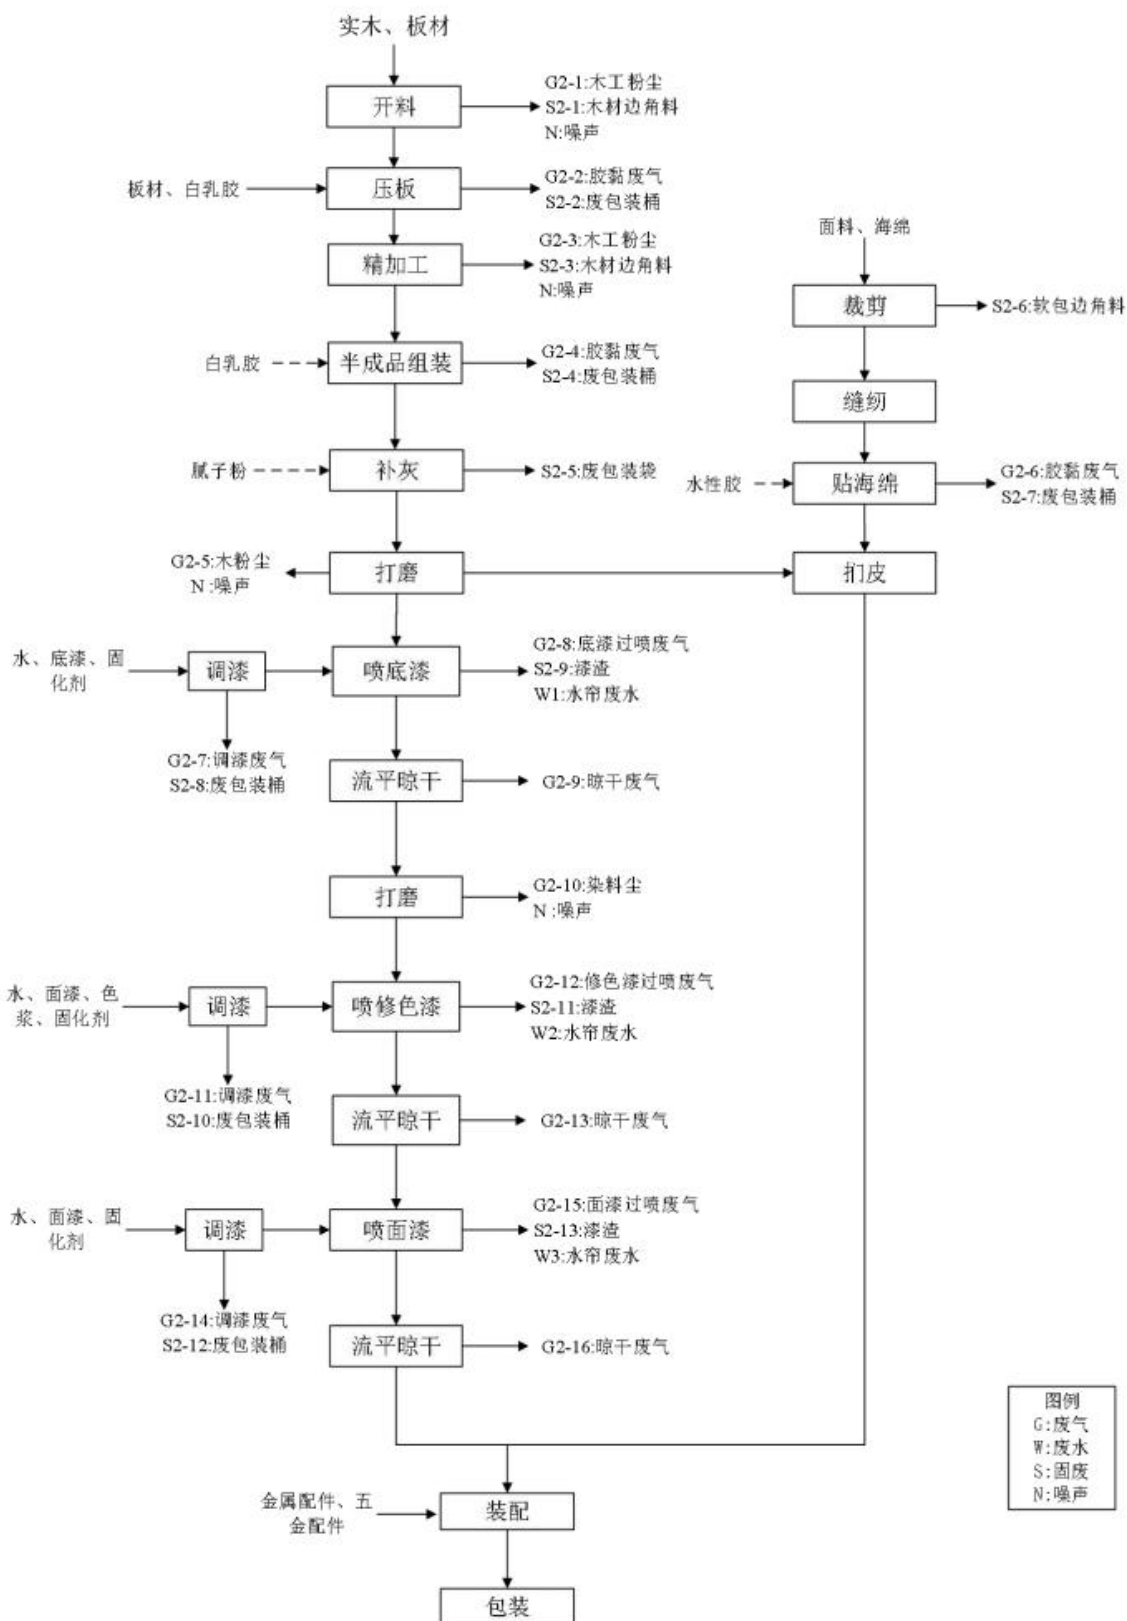 实木、板材
开料
G2-1:木工粉尘
S2-1:木材边角料
N:噪声
板材、白乳胶
压板
G2-2:胶黏废气
S2-2:废包装桶
精加工
G2-3:木工粉尘
S2-3:木材边角料
N:噪声
面料、海绵
裁剪
S2-6:软包边角料
白乳胶
半成品组装
G2-4:胶黏废气
S2-4:废包装桶
缝纫
腻子粉
补灰
S2-5:废包装袋
水性胶
贴海绵
G2-6:胶黏废气
S2-7:废包装桶
G2-5:木粉尘
N:噪声
打磨
扪皮
水、底漆、固
化剂
调漆
喷底漆
G2-8:底漆过喷废气
S2-9:漆渣
W1:水帘废水
G2-7:调漆废气
S2-8:废包装桶
流平晾干
G2-9:晾干废气
打磨
G2-10:染料尘
N:噪声
水、面漆、色
浆、固化剂
调漆
喷修色漆
G2-12:修色漆过喷废气
S2-11:漆渣
W2:水帘废水
G2-11:调漆废气
S2-10:废包装桶
流平晾干
G2-13:晾干废气
水、面漆、固
化剂
调漆
喷面漆
G2-15:面漆过喷废气
S2-13:漆渣
W3:水帘废水
G2-14:调漆废气
S2-12:废包装桶
流平晾干
G2-16:晾干废气
图例
G:废气
W:废水
S:固废
N:噪声
金属配件、五
金配件
装配
包装